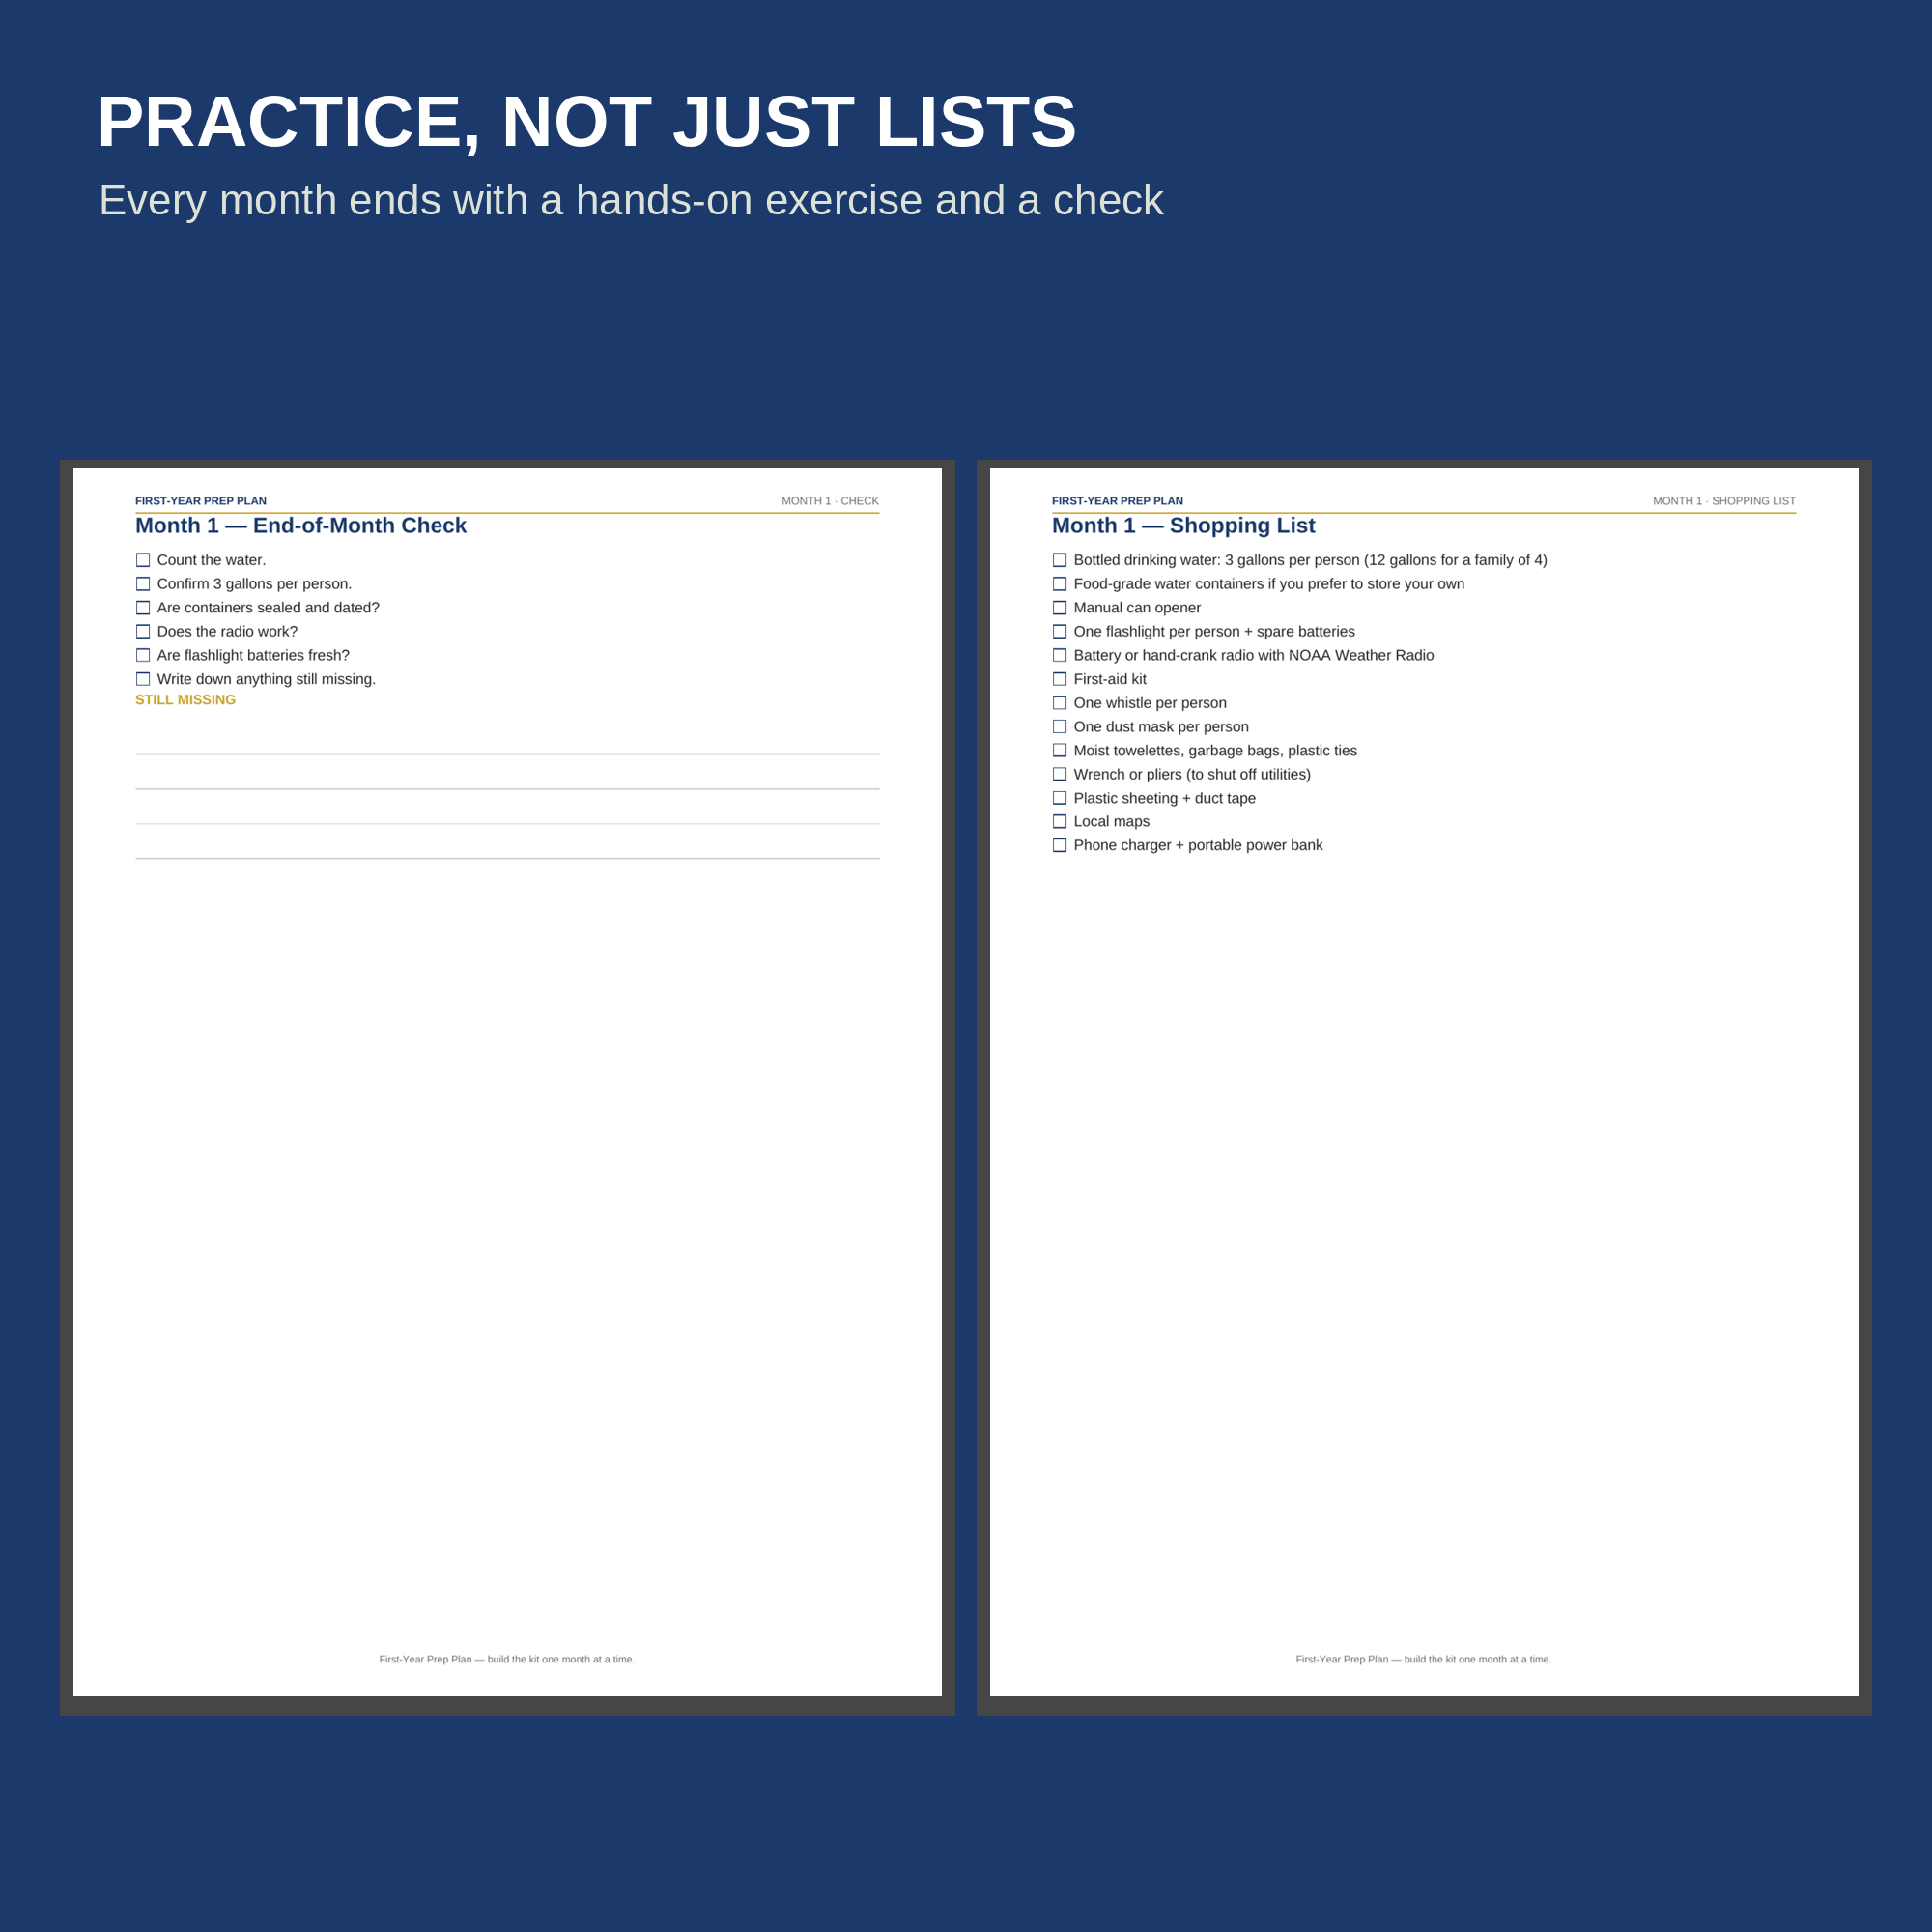 PRACTICE, NOT JUST LISTS
Every month ends with a hands-on exercise and a check
FIRST-YEAR PREP PLAN
MONTH 1 · CHECK
Month 1 — End-of-Month Check
Count the water.
Confirm 3 gallons per person.
Are containers sealed and dated?
Does the radio work?
Are flashlight batteries fresh?
Write down anything still missing.
STILL MISSING
First-Year Prep Plan — build the kit one month at a time.
FIRST-YEAR PREP PLAN
MONTH 1 · SHOPPING LIST
Month 1 — Shopping List
Bottled drinking water: 3 gallons per person (12 gallons for a family of 4)
Food-grade water containers if you prefer to store your own
Manual can opener
One flashlight per person + spare batteries
Battery or hand-crank radio with NOAA Weather Radio
First-aid kit
One whistle per person
One dust mask per person
Moist towelettes, garbage bags, plastic ties
Wrench or pliers (to shut off utilities)
Plastic sheeting + duct tape
Local maps
Phone charger + portable power bank
First-Year Prep Plan — build the kit one month at a time.